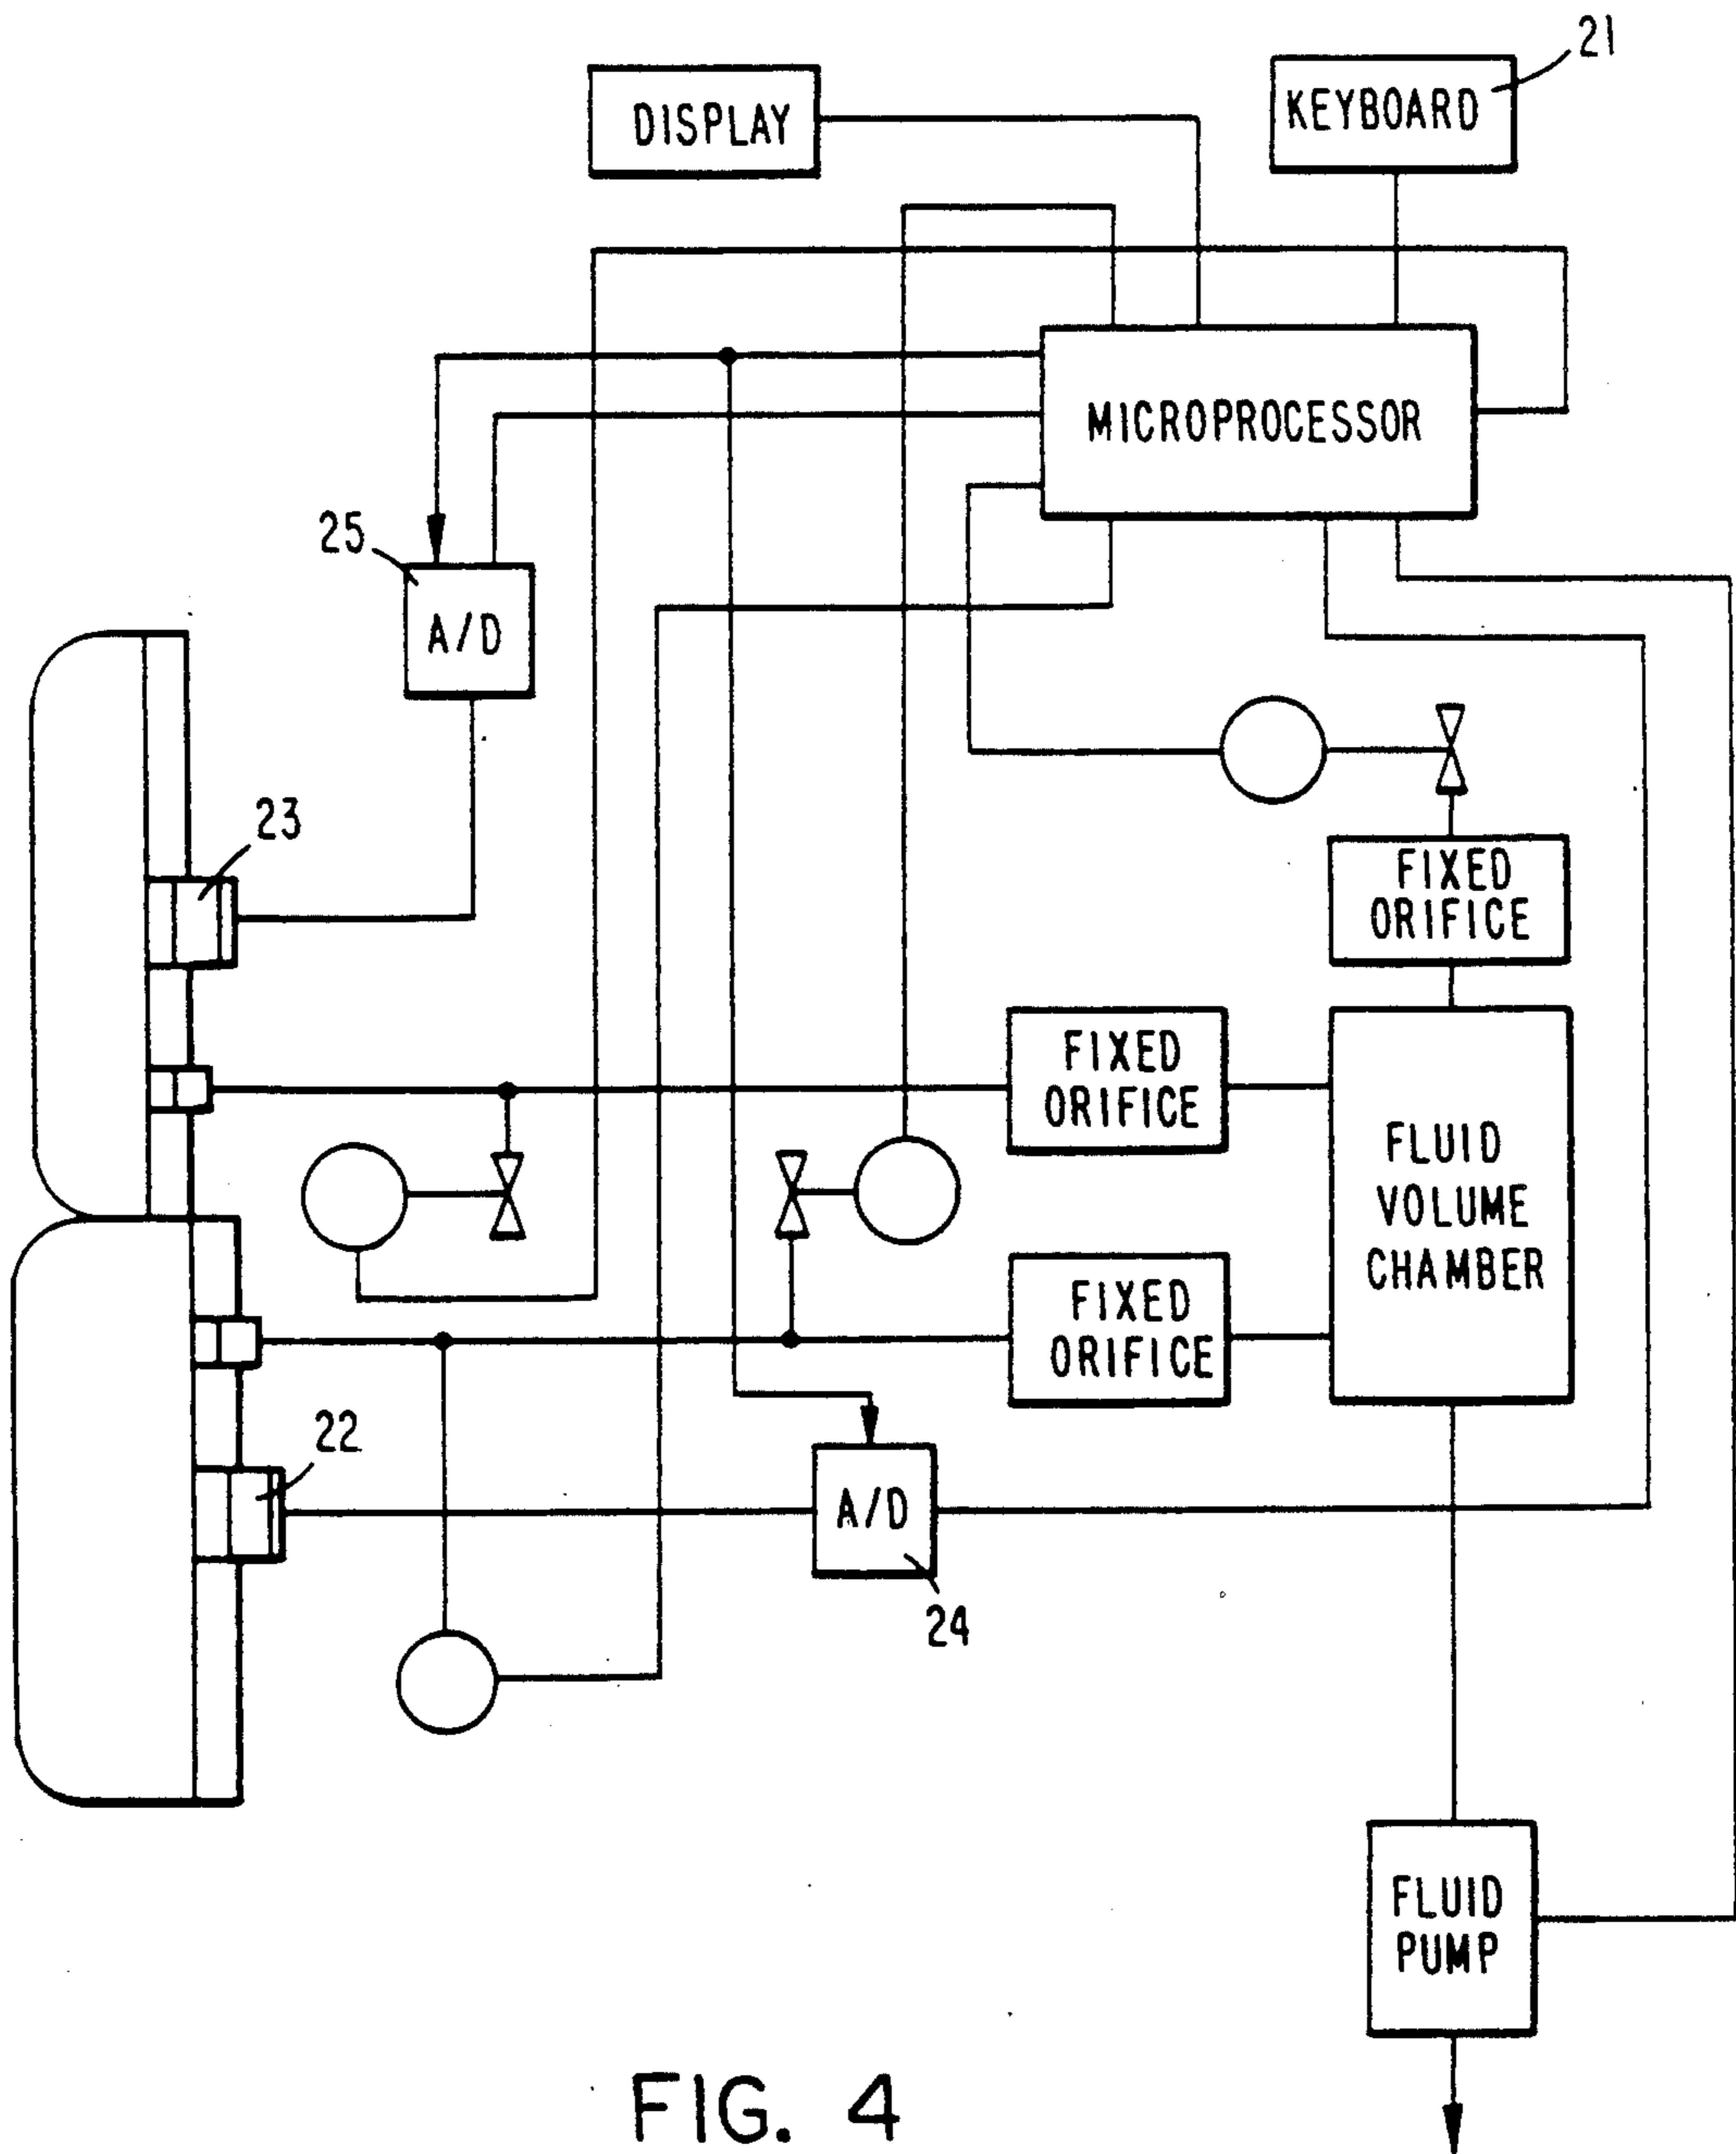 21
DISPLAY
KEYBOARD
MICROPROCESSOR
25
A/D
23
FIXED
ORIFICE
FIXED
ORIFICE
FLUID
VOLUME
CHAMBER
FIXED
ORIFICE
22
A/D
24
FLUID
PUMP
FIG. 4